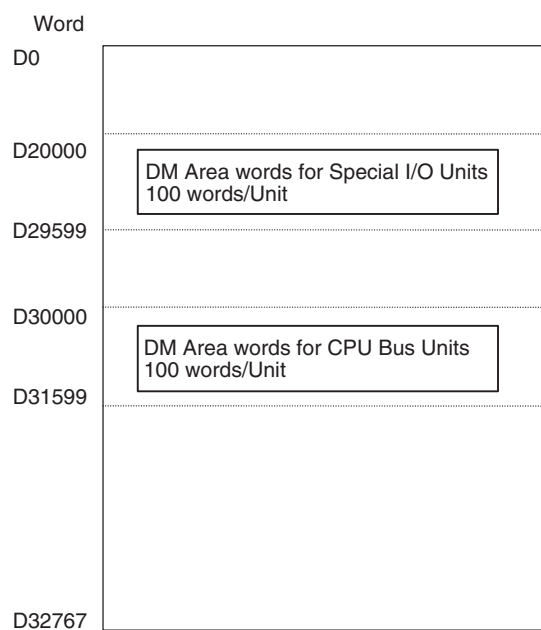 Word
D0
D20000
DM Area words for Special I/O Units
100 words/Unit
D29599
D30000
DM Area words for CPU Bus Units
100 words/Unit
D31599
D32767